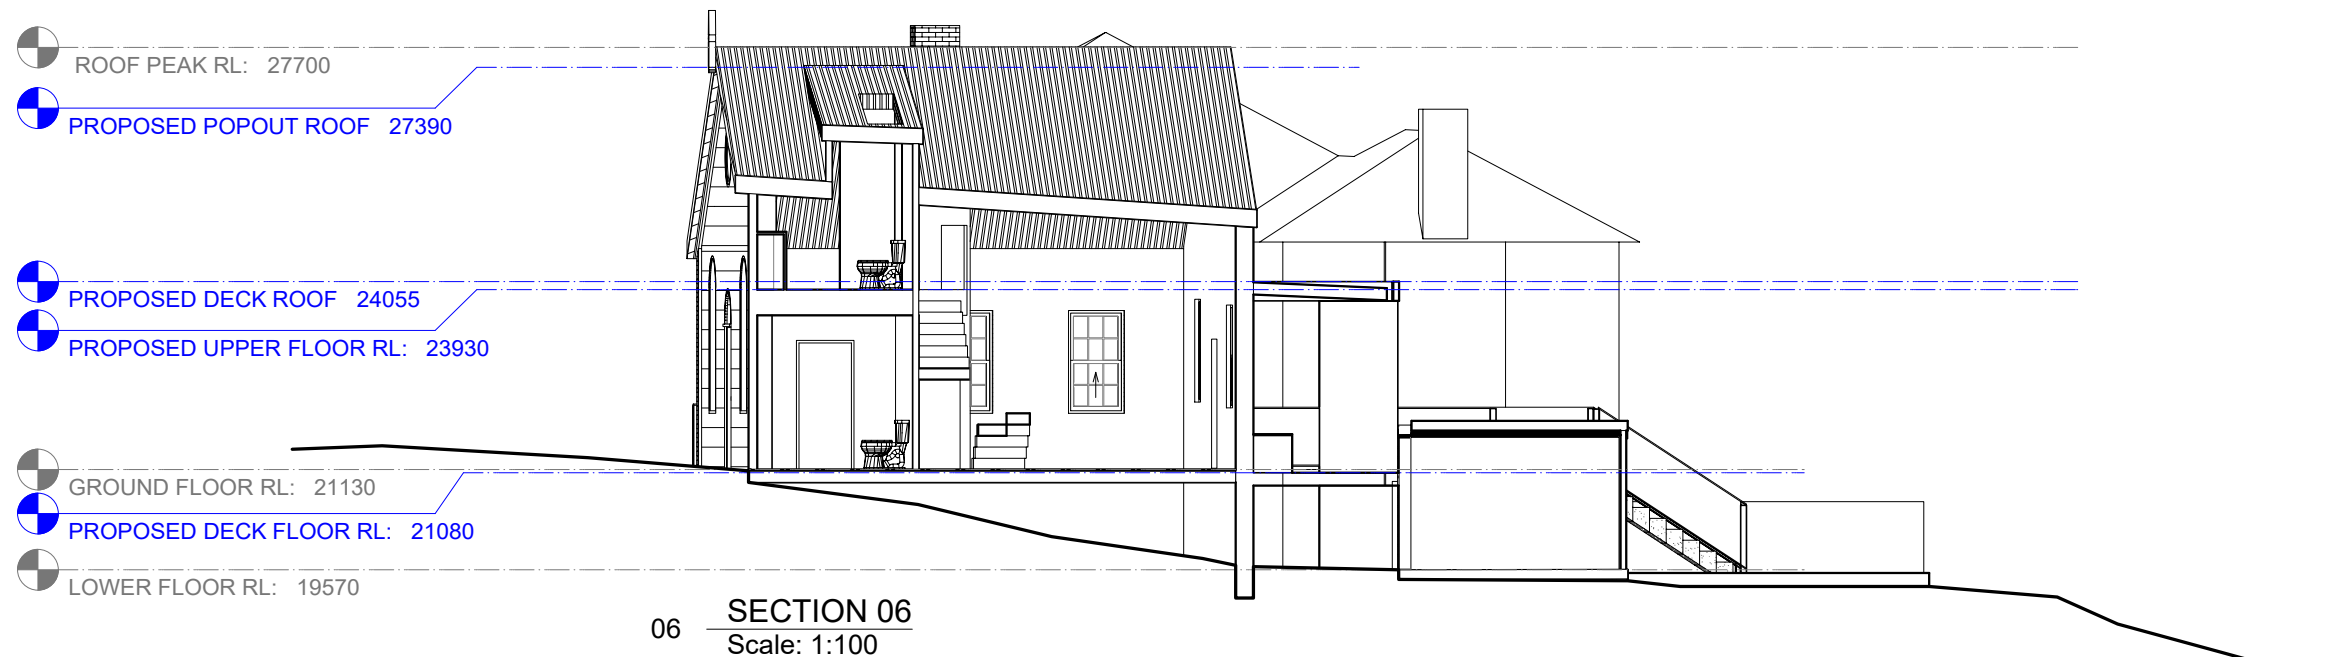 ROOF PEAK RL: 27700
PROPOSED POPOUT ROOF 27390
PROPOSED DECK ROOF 24055
PROPOSED UPPER FLOOR RL: 23930
GROUND FLOOR RL: 21130
PROPOSED DECK FLOOR RL: 21080
LOWER FLOOR RL: 19570
06 SECTION 06
Scale: 1:100